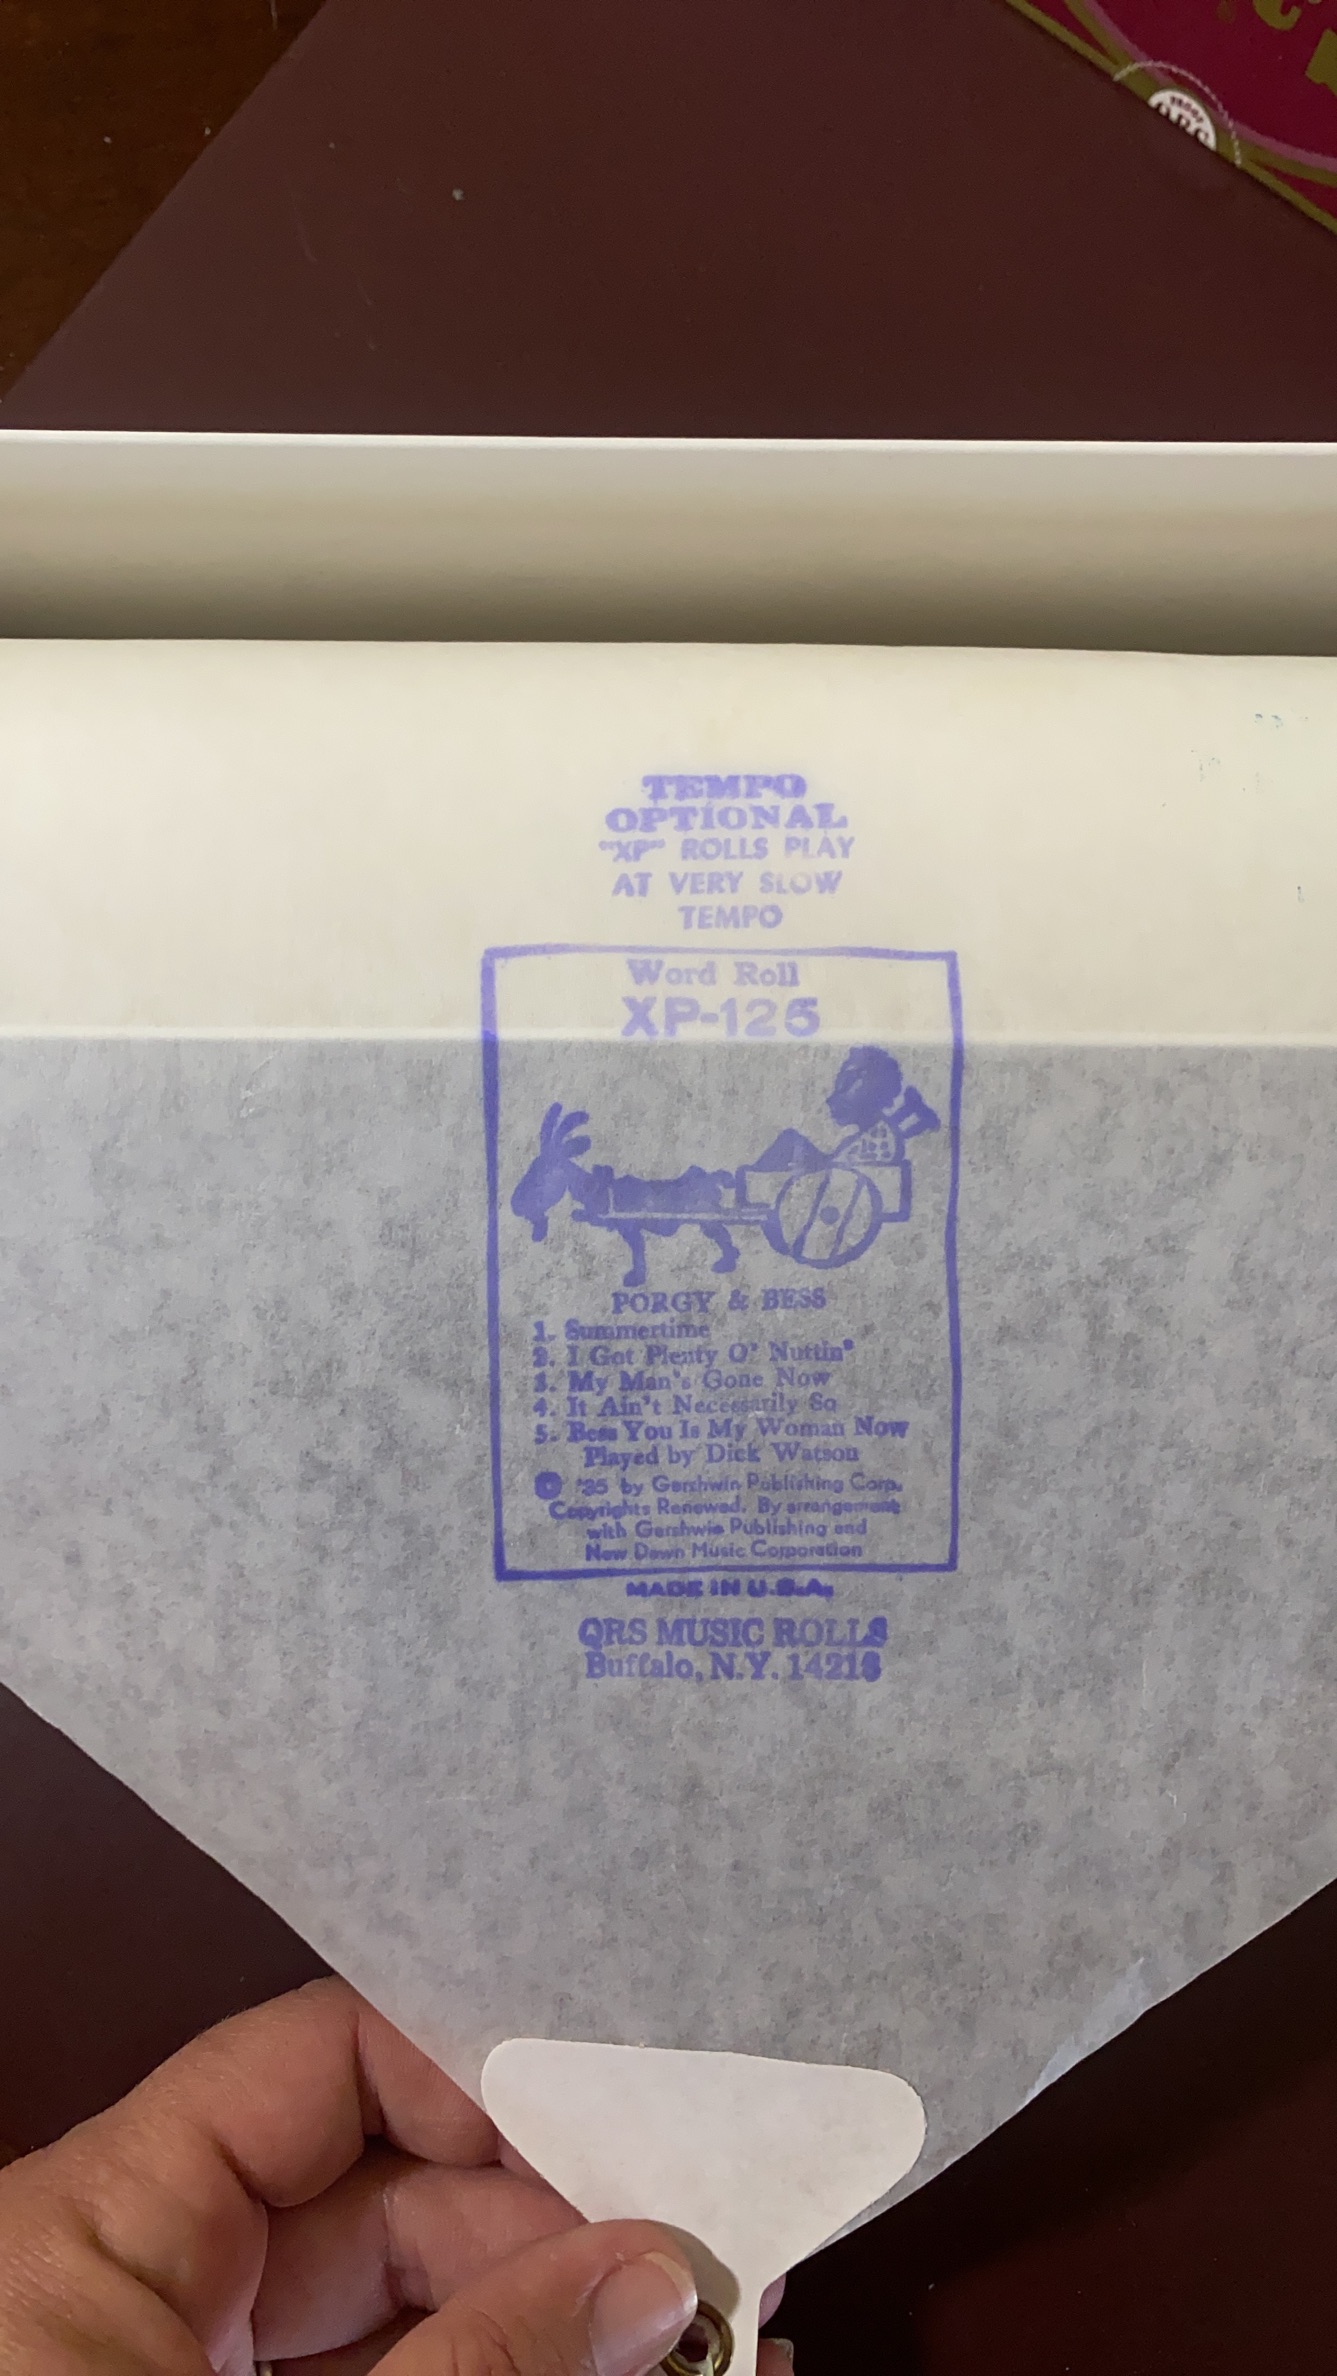 TEMPO
OPTIONAL
"XP" ROLLS PLAY
AT VERY SLOW
TEMPO
Word Roll
XP-125
PORGY & BESS
1. Summertime
2. I Got Plenty O' Nuttin'
3. My Man's Gone Now
4. It Ain't Necessarily So
5. Bess You Is My Woman Now
Played by Dick Watson
© '35 by Gershwin Publishing Corp.
Copyrights Renewed. By arrangement
with Gershwin Publishing and
New Dawn Music Corporation
MADE IN U.S.A.
QRS MUSIC ROLLS
Buffalo, N.Y. 14213